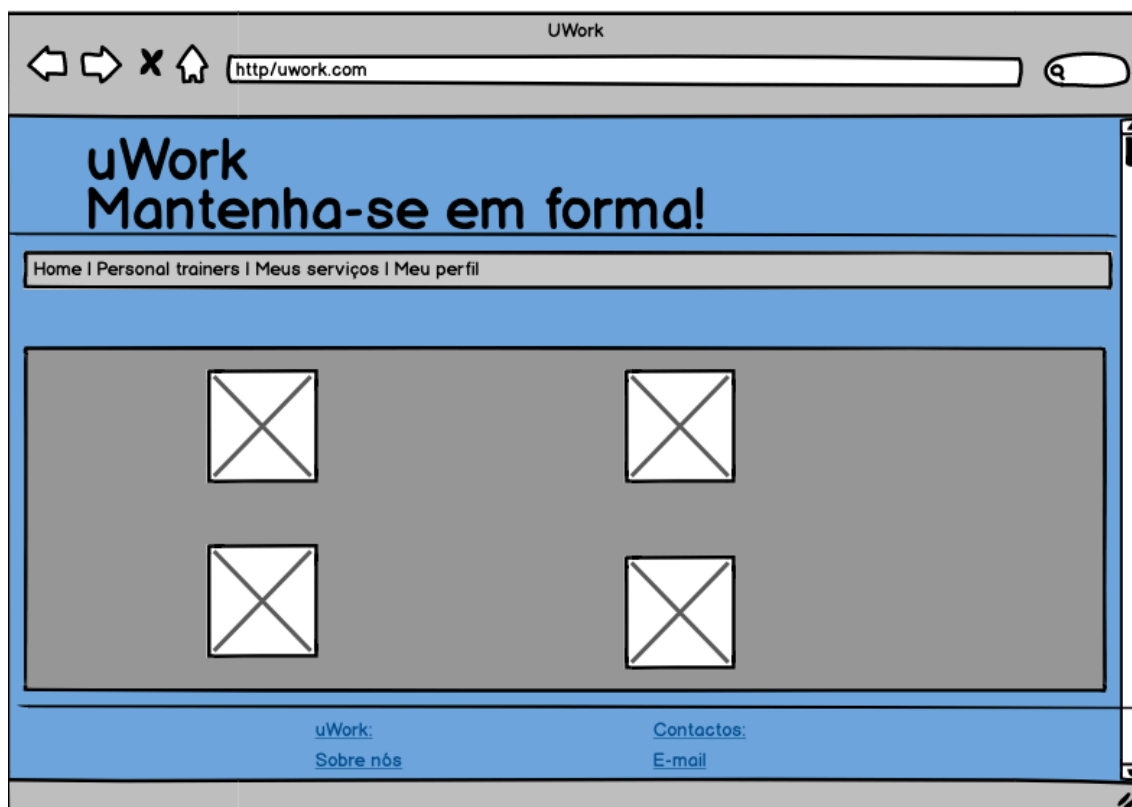 UWork
http/uwork.com
uWork
Mantenha-se em forma!
Home | Personal trainers | Meus serviços | Meu perfil
uWork: Contactos:
Sobre nós E-mail